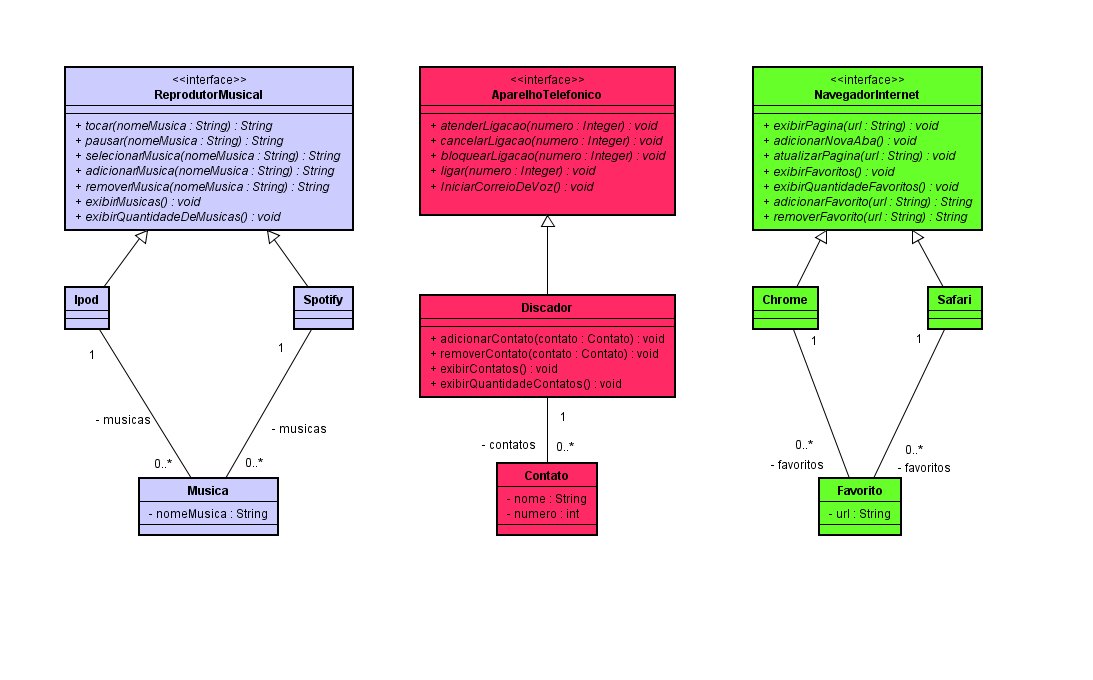 <<interface>>
ReprodutorMusical
+ tocar(nomeMusica : String) : String
+ pausar(nomeMusica : String) : String
+ selecionarMusica(nomeMusica : String) : String
+ adicionarMusica(nomeMusica : String) : String
+ removerMusica(nomeMusica : String) : String
+ exibirMusicas() : void
+ exibirQuantidadeDeMusicas() : void
Ipod
Spotify
1
1
- musicas
- musicas
0..*
0..*
Musica
- nomeMusica : String
<<interface>>
AparelhoTelefonico
+ atenderLigacao(numero : Integer) : void
+ cancelarLigacao(numero : Integer) : void
+ bloquearLigacao(numero : Integer) : void
+ ligar(numero : Integer) : void
+ IniciarCorreioDeVoz() : void
Discador
+ adicionarContato(contato : Contato) : void
+ removerContato(contato : Contato) : void
+ exibirContatos() : void
+ exibirQuantidadeContatos() : void
1
- contatos
0..*
Contato
- nome : String
- numero : int
<<interface>>
NavegadorInternet
+ exibirPagina(url : String) : void
+ adicionarNovaAba() : void
+ atualizarPagina(url : String) : void
+ exibirFavoritos() : void
+ exibirQuantidadeFavoritos() : void
+ adicionarFavorito(url : String) : String
+ removerFavorito(url : String) : String
Chrome
Safari
1
1
0..*
0..*
- favoritos
- favoritos
Favorito
- url : String